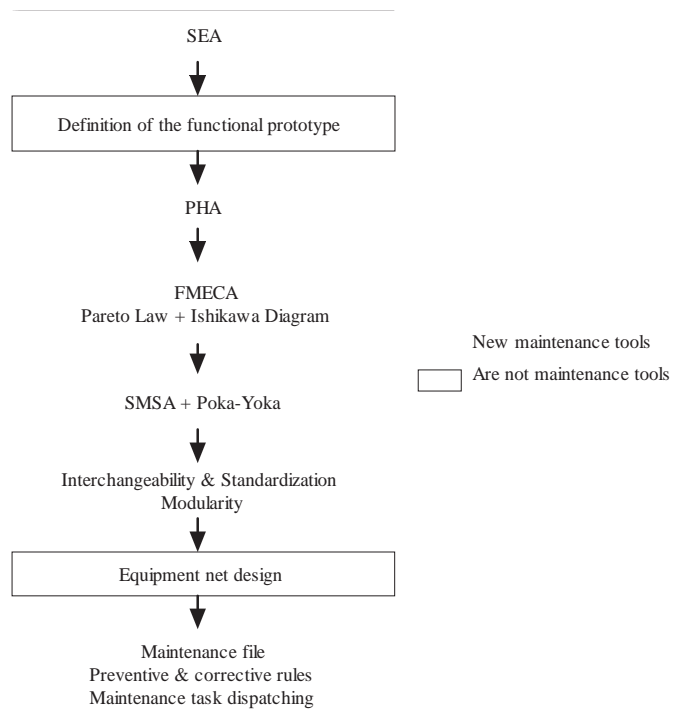 SEA
Definition of the functional prototype
PHA
FMECA
Pareto Law + Ishikawa Diagram
SMSA + Poka-Yoka
Interchangeability & Standardization
Modularity
Equipment net design
Maintenance file
Preventive & corrective rules
Maintenance task dispatching
New maintenance tools
Are not maintenance tools